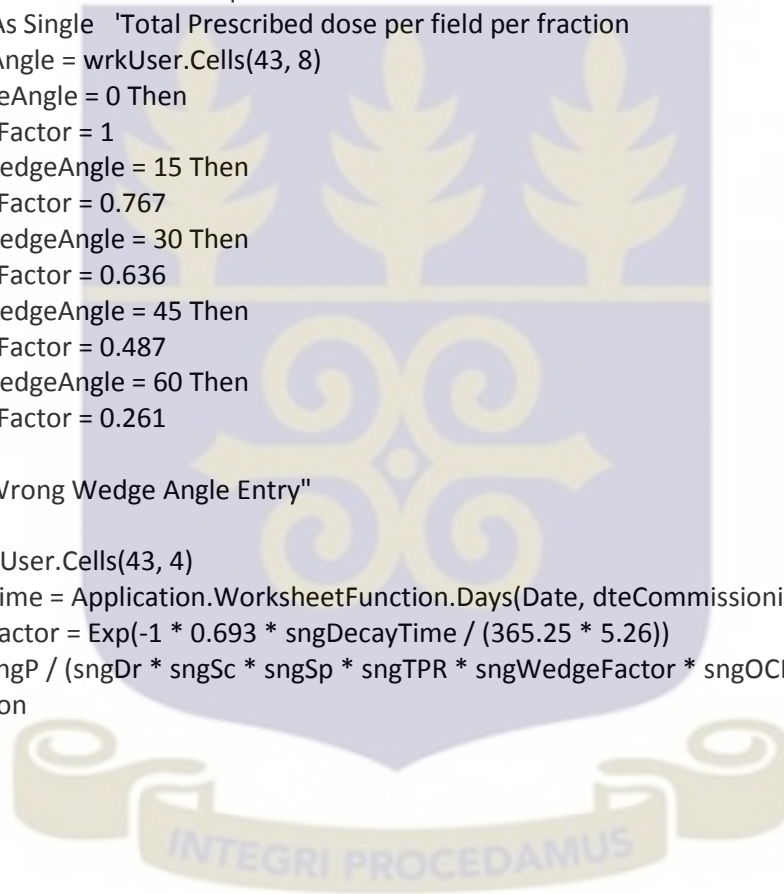 As Single 'Total Prescribed dose per field per fraction
Angle = wrkUser.Cells(43, 8)
eAngle = 0 Then
Factor = 1
edgeAngle = 15 Then
Factor = 0.767
edgeAngle = 30 Then
Factor = 0.636
edgeAngle = 45 Then
Factor = 0.487
edgeAngle = 60 Then
Factor = 0.261
Wrong Wedge Angle Entry"
User.Cells(43, 4)
ime = Application.WorksheetFunction.Days(Date, dteCommissioni
actor = Exp(-1 * 0.693 * sngDecayTime / (365.25 * 5.26))
ngP / (sngDr * sngSc * sngSp * sngTPR * sngWedgeFactor * sngOC
on
INTEGRI PROCEDAMUS